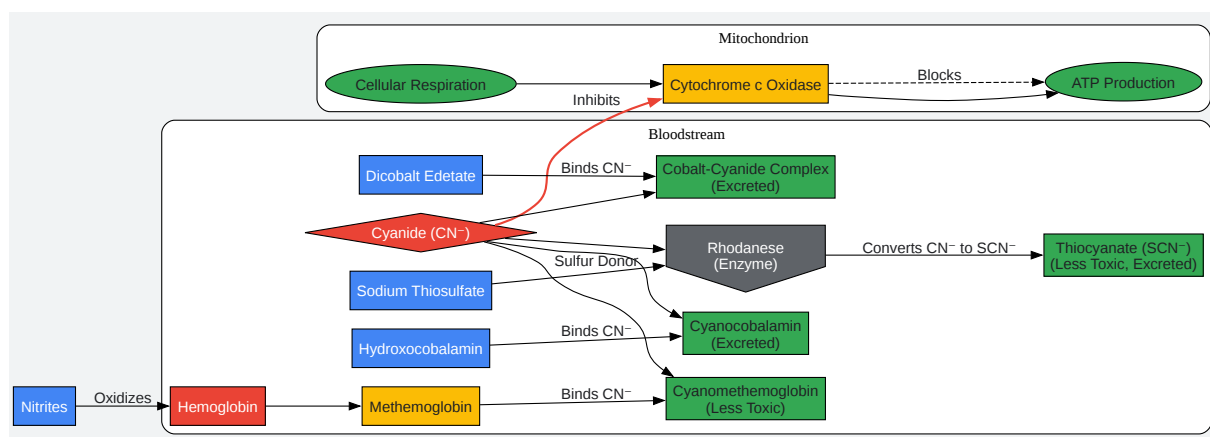 Mitochondrion
Cellular Respiration
Cytochrome c Oxidase
Blocks
ATP Production
Inhibits
Bloodstream
Dicobalt Edetate
Binds CN⁻
Cobalt-Cyanide Complex
(Excreted)
Cyanide (CN⁻)
Rhodanese
(Enzyme)
Converts CN⁻ to SCN⁻
Thiocyanate (SCN⁻)
(Less Toxic, Excreted)
Sulfur Donor
Sodium Thiosulfate
Hydroxocobalamin
Binds CN⁻
Cyanocobalamin
(Excreted)
Nitrites
Oxidizes
Hemoglobin
Methemoglobin
Binds CN⁻
Cyanomethemoglobin
(Less Toxic)